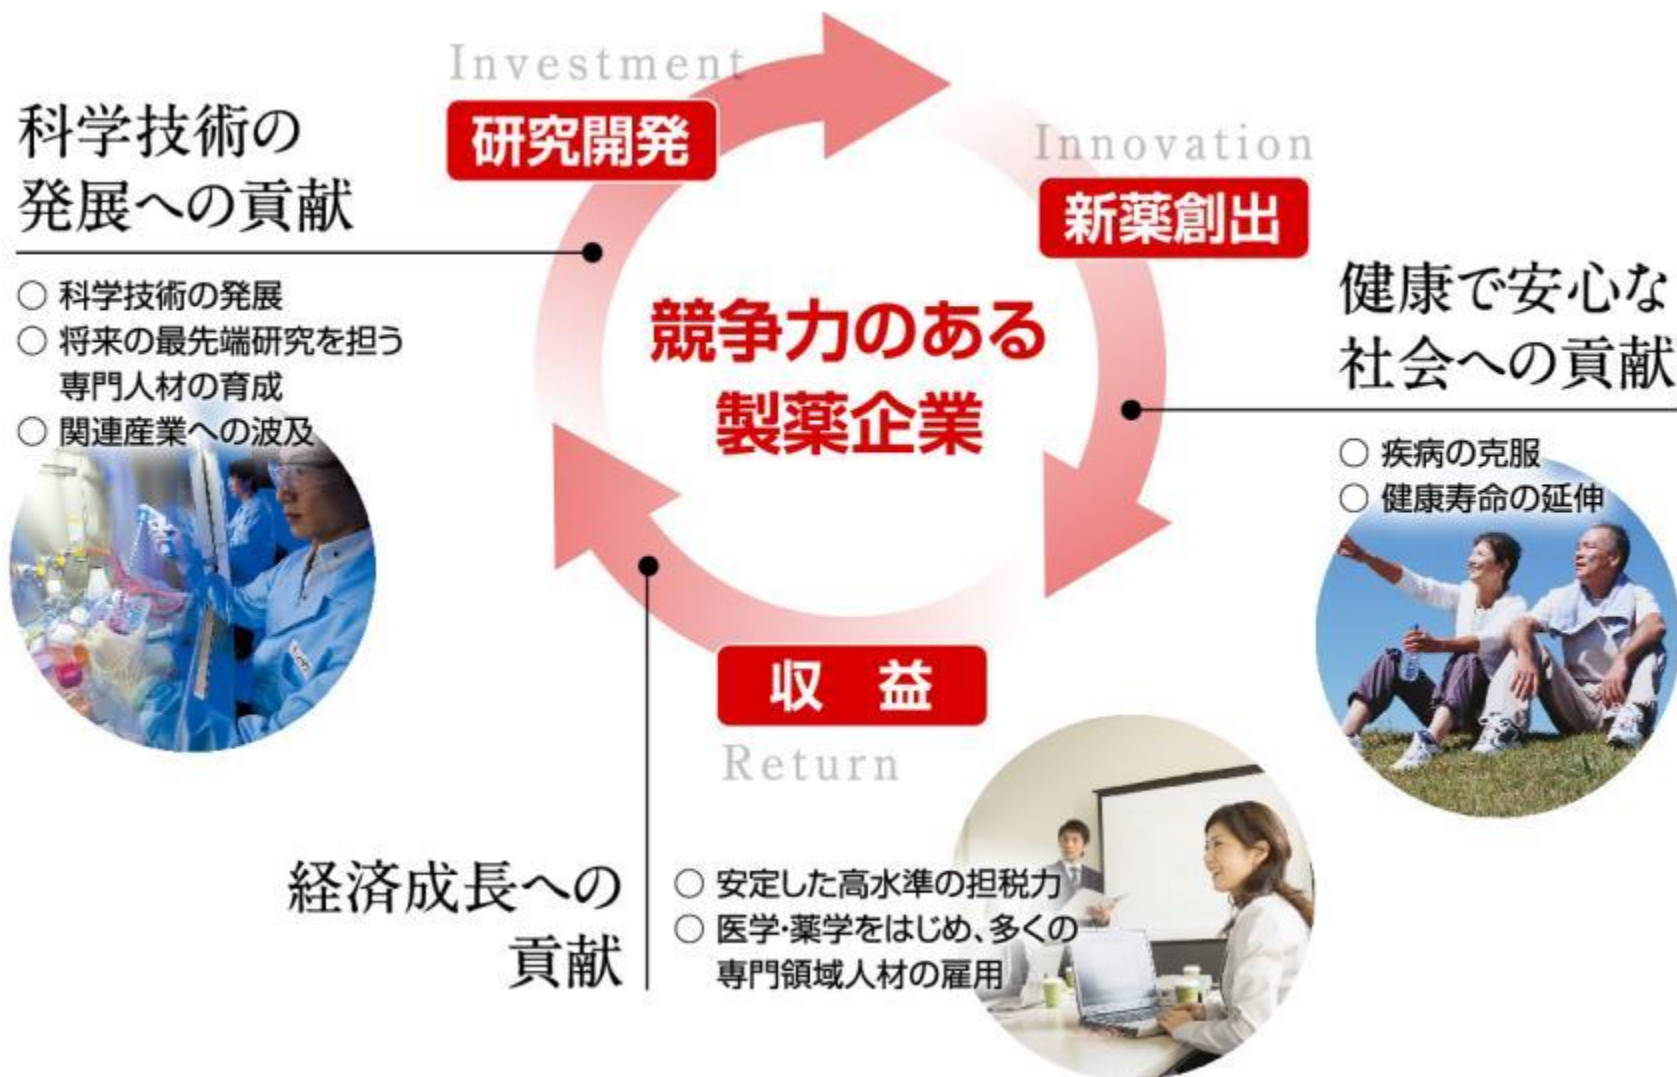 Investment
研究開発
科学技術の
発展への貢献
○ 科学技術の発展
○ 将来の最先端研究を担う
専門人材の育成
○ 関連産業への波及
Innovation
新薬創出
健康で安心な
社会への貢献
○ 疾病の克服
○ 健康寿命の延伸
競争力のある
製薬企業
収 益
Return
経済成長への
貢献
○ 安定した高水準の担税力
○ 医学・薬学をはじめ、多くの
専門領域人材の雇用